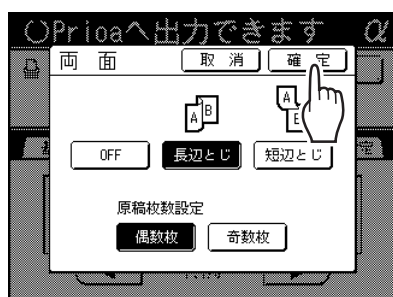 Prioaへ出力できます α
両 面 取 消 確 定
A B A
OFF 長辺とじ 短辺とじ
原稿枚数設定
偶数枚 奇数枚